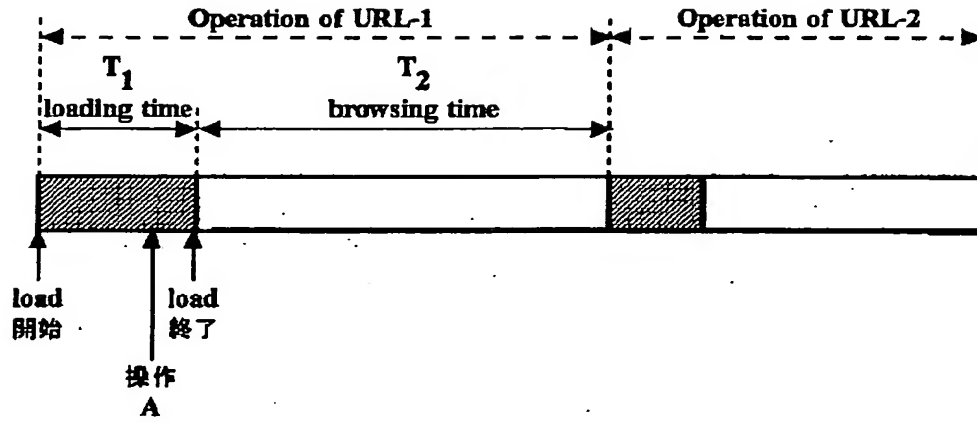 Operation of URL-1
Operation of URL-2
T1
loading time
T2
browsing time
load
開始
load
終了
操作
A